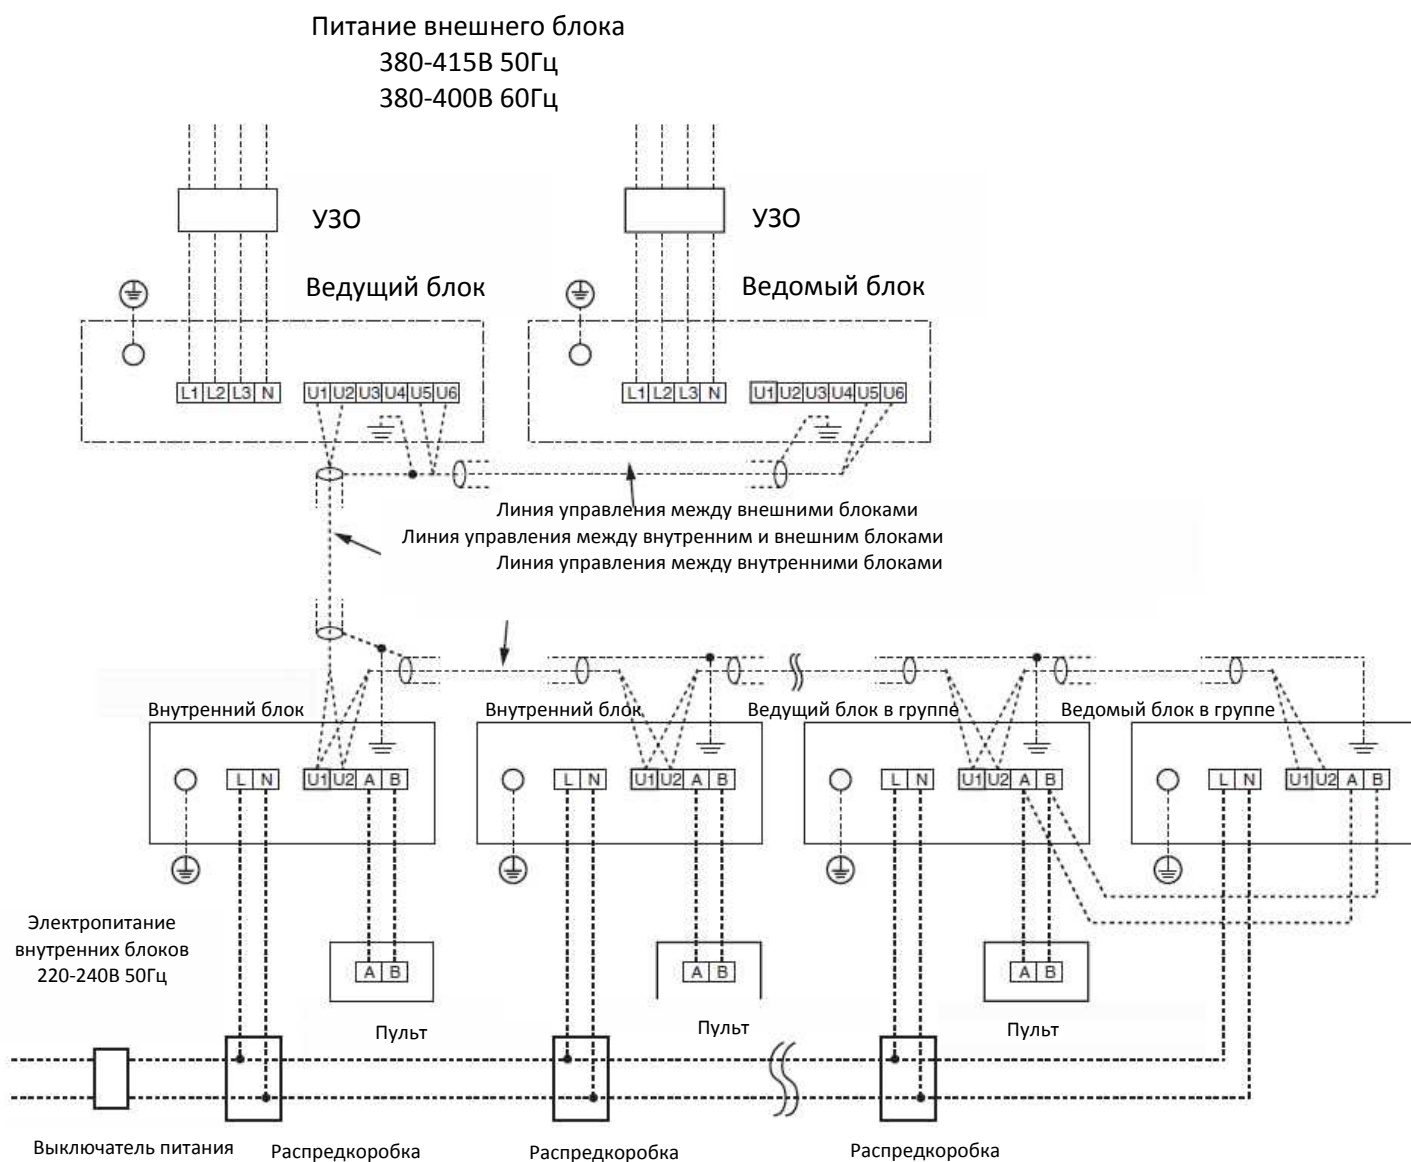 Питание внешнего блока
380-415В 50Гц
380-400В 60Гц
УЗО
УЗО
Ведущий блок
Ведомый блок
L1 L2 L3 N U1 U2 U3 U4 U5 U6
L1 L2 L3 N U1 U2 U3 U4 U5 U6
Линия управления между внешними блоками
Линия управления между внутренним и внешним блоками
Линия управления между внутренними блоками
Внутренний блок
Внутренний блок
Ведущий блок в группе
Ведомый блок в группе
L N U1 U2 A B
L N U1 U2 A B
L N U1 U2 A B
L N U1 U2 A B
Электропитание
внутренних блоков
220-240В 50Гц
A B
A B
A B
Пульт
Пульт
Пульт
Выключатель питания
Распредкоробка
Распредкоробка
Распредкоробка